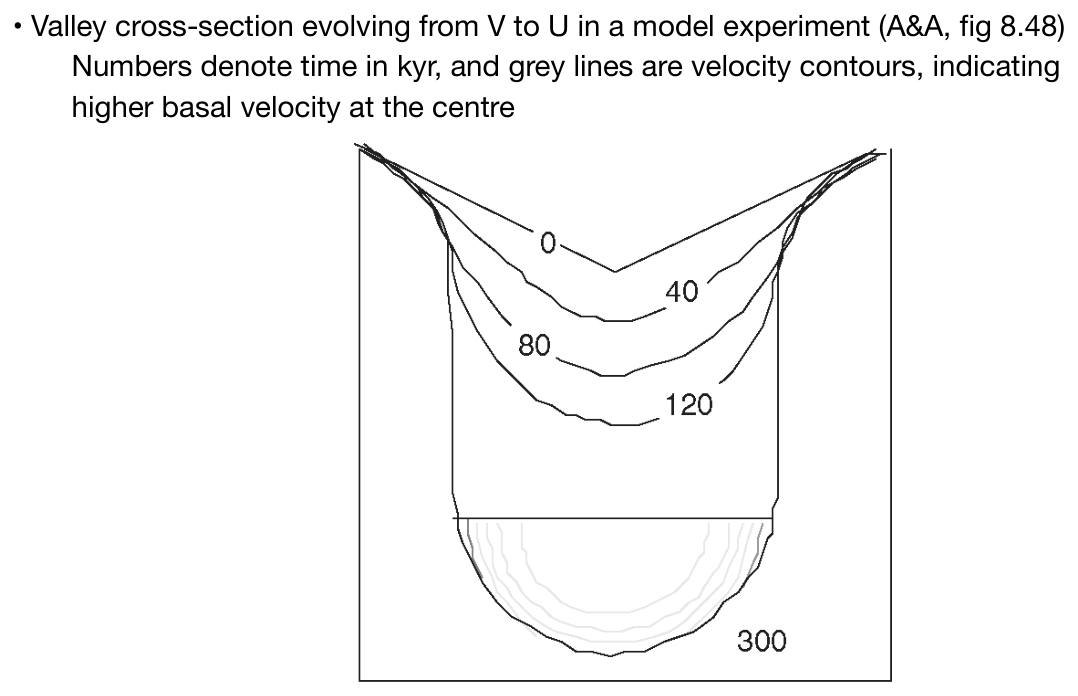 • Valley cross-section evolving from V to U in a model experiment (A&A, fig 8.48)
Numbers denote time in kyr, and grey lines are velocity contours, indicating
higher basal velocity at the centre
0
40
80
120
300